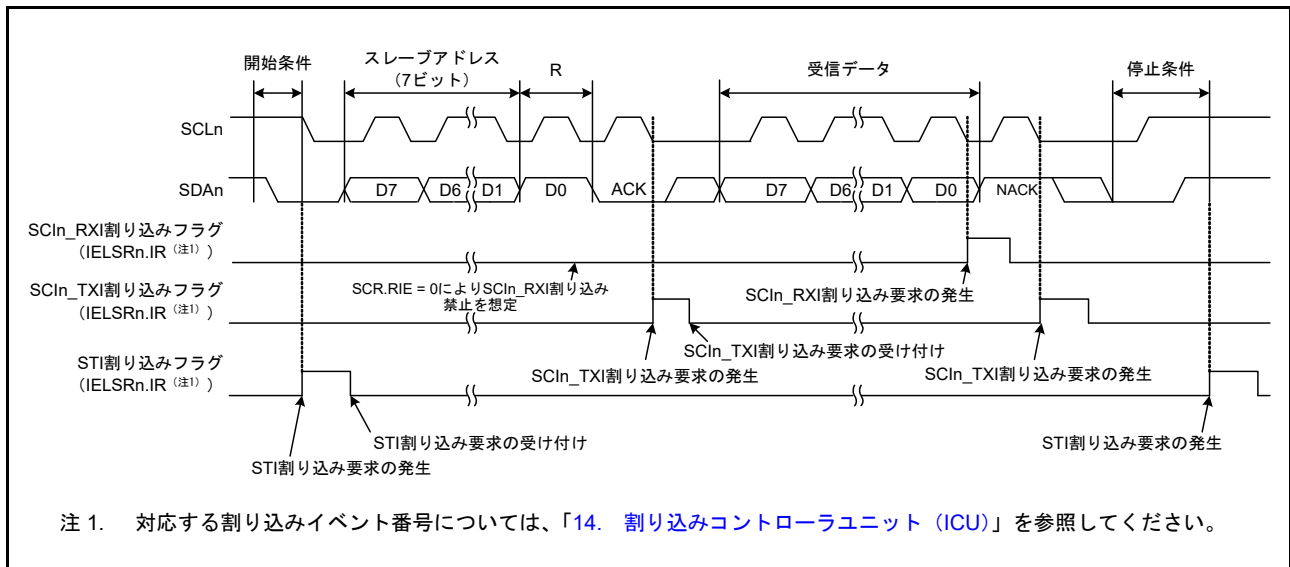 開始条件
スレーブアドレス
（7ビット）
R
受信データ
停止条件
SCLn
SDAn
D7
D6
D1
D0
ACK
D7
D6
D1
D0
NACK
SCIn_RXI割り込みフラグ
（IELSRn.IR（注1））
SCR.RIE = 0によりSCIn_RXI割り込み
禁止を想定
SCIn_RXI割り込み要求の発生
SCIn_TXI割り込みフラグ
（IELSRn.IR（注1））
SCIn_TXI割り込み要求の受け付け
SCIn_TXI割り込み要求の発生
SCIn_TXI割り込み要求の発生
STI割り込みフラグ
（IELSRn.IR（注1））
STI割り込み要求の受け付け
STI割り込み要求の発生
STI割り込み要求の発生
注 1. 対応する割り込みイベント番号については、「14. 割り込みコントローラユニット（ICU）」を参照してください。